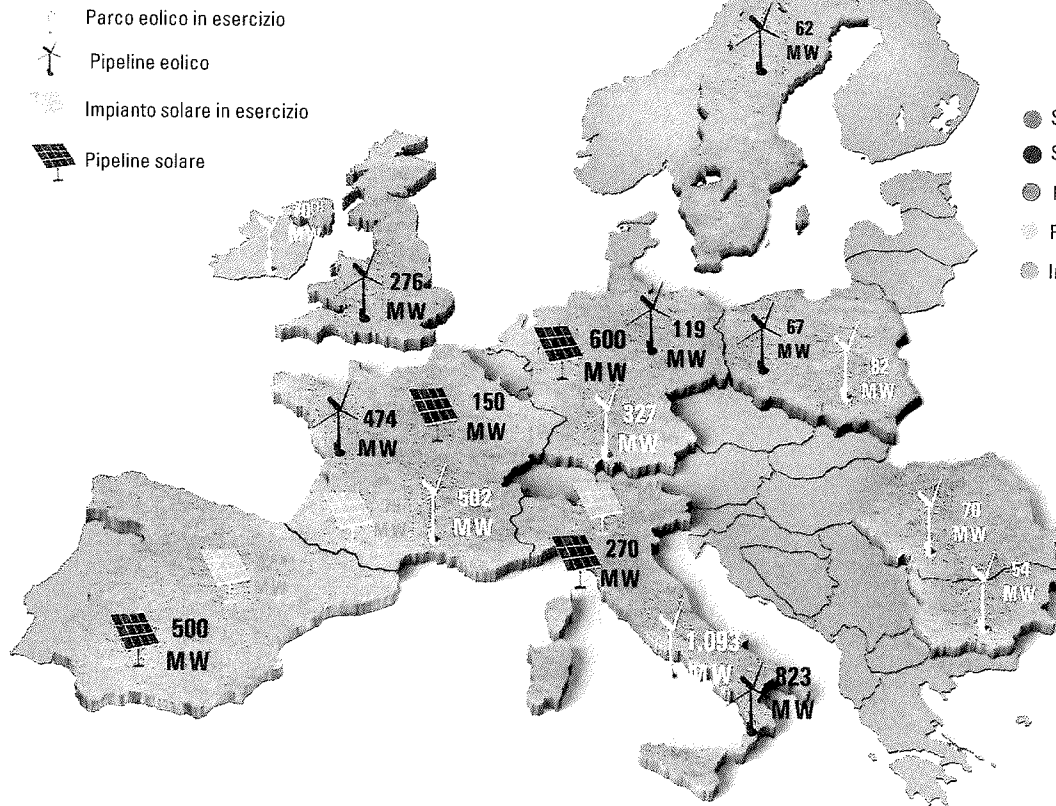 Parco eolico in esercizio
Pipeline eolico
Impianto solare in esercizio
Pipeline solare
62
MW
S
S
F
I
276
MW
600
MW
119
MW
67
MW
82
MW
474
MW
150
MW
327
MW
502
MW
70
MW
54
MW
270
MW
500
MW
1.093
MW
823
MW